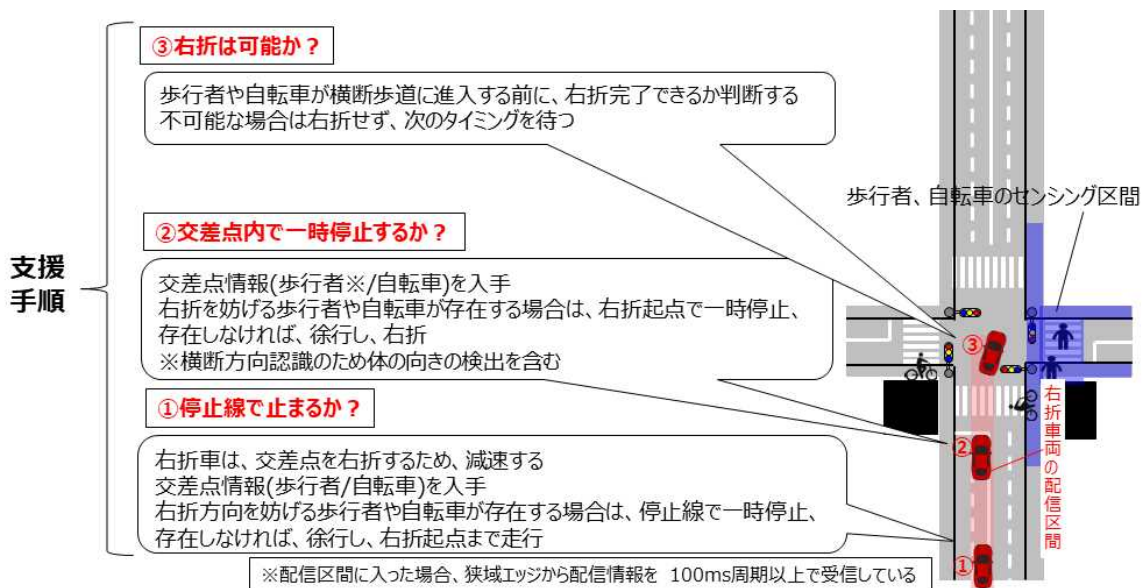 ③右折は可能か？
歩行者や自転車が横断歩道に進入する前に、右折完了できるか判断する
不可能な場合は右折せず、次のタイミングを待つ
歩行者、自転車のセンシング区間
②交差点内で一時停止するか？
支援
手順
交差点情報(歩行者※/自転車)を入手
右折を妨げる歩行者や自転車が存在する場合は、右折起点で一時停止、
存在しなければ、徐行し、右折
※横断方向認識のため体の向きの検出を含む
③
①停止線で止まるか？
右折車は、交差点を右折するため、減速する
交差点情報(歩行者/自転車)を入手
右折方向を妨げる歩行者や自転車が存在する場合は、停止線で一時停止、
存在しなければ、徐行し、右折起点まで走行
②
右折車両の配信区間
①
※配信区間に入った場合、狭域エッジから配信情報を 100ms周期以上で受信している